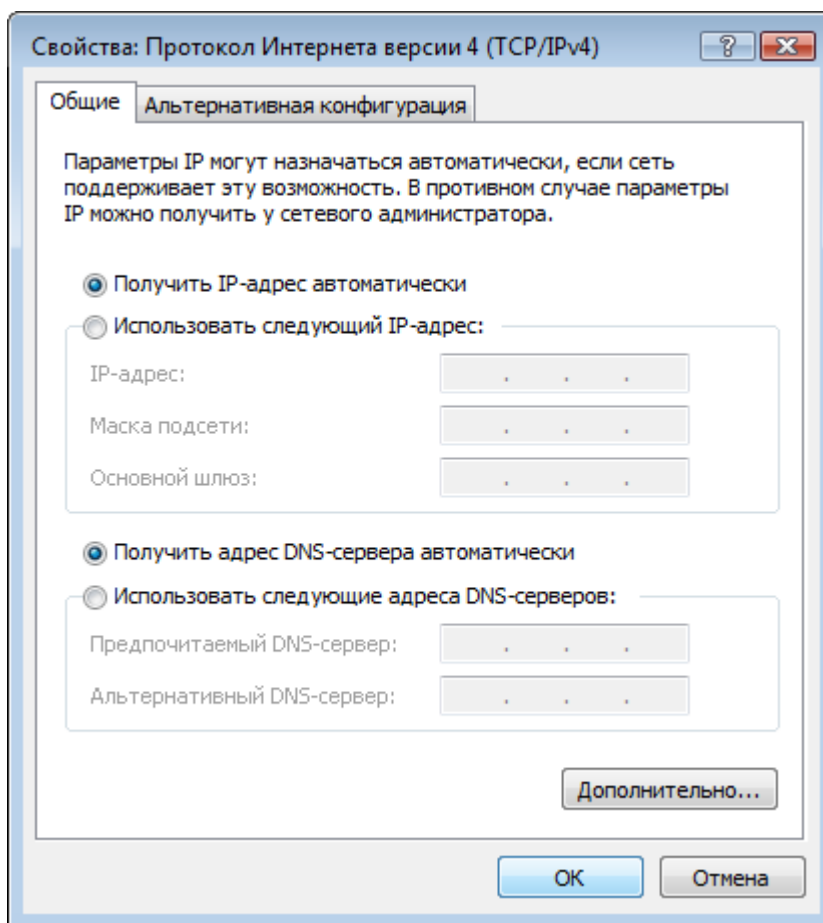 Свойства: Протокол Интернета версии 4 (TCP/IPv4)
Общие
Альтернативная конфигурация
Параметры IP могут назначаться автоматически, если сеть
поддерживает эту возможность. В противном случае параметры
IP можно получить у сетевого администратора.
Получить IP-адрес автоматически
Использовать следующий IP-адрес:
IP-адрес:
Маска подсети:
Основной шлюз:
Получить адрес DNS-сервера автоматически
Использовать следующие адреса DNS-серверов:
Предпочитаемый DNS-сервер:
Альтернативный DNS-сервер:
Дополнительно...
ОК
Отмена